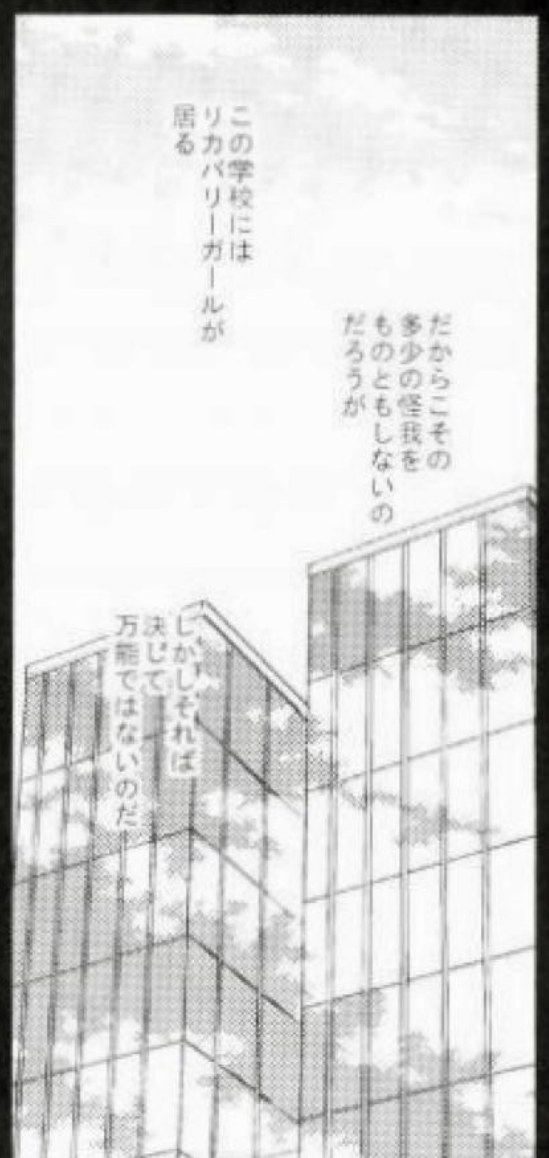 この学校には
リカバリーガールが
居る
だからこその
多少の怪我を
ものともしないの
だろうが
しかしそれは
決して
万能ではないのだ